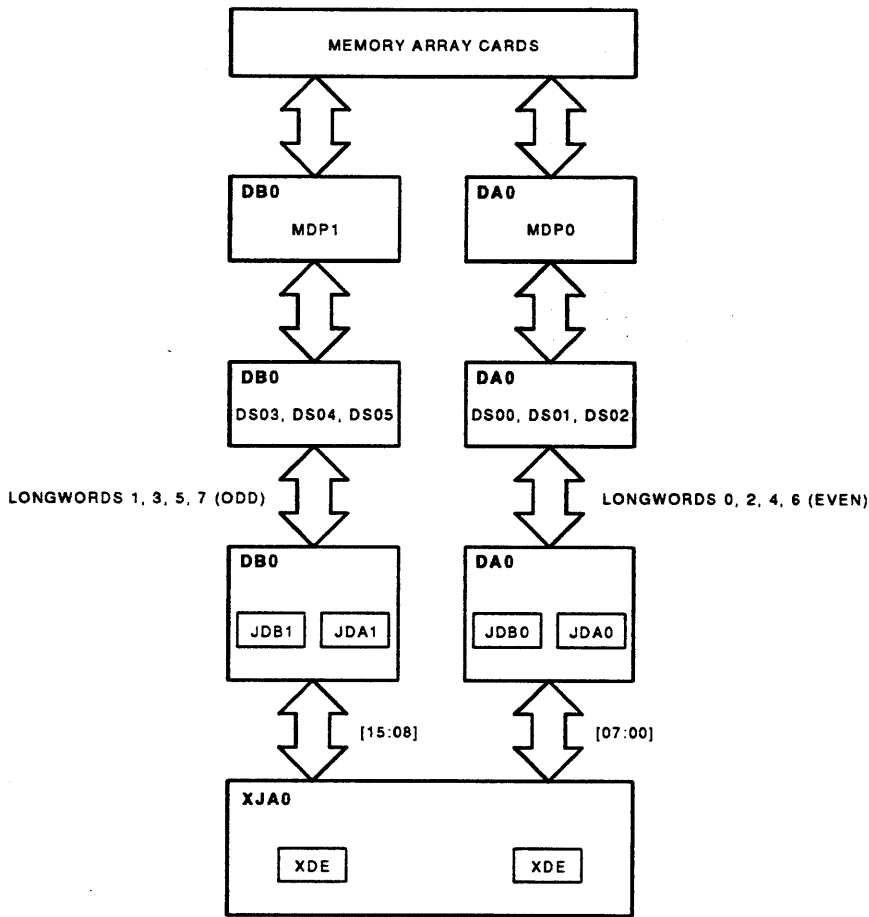 MEMORY ARRAY CARDS
DB0
DA0
MDP1
MDP0
DB0
DA0
DS03, DS04, DS05
DS00, DS01, DS02
LONGWORDS 1, 3, 5, 7 (ODD)
LONGWORDS 0, 2, 4, 6 (EVEN)
DB0
DA0
JDB1
JDA1
JDB0
JDA0
[15:08]
[07:00]
XJA0
XDE
XDE